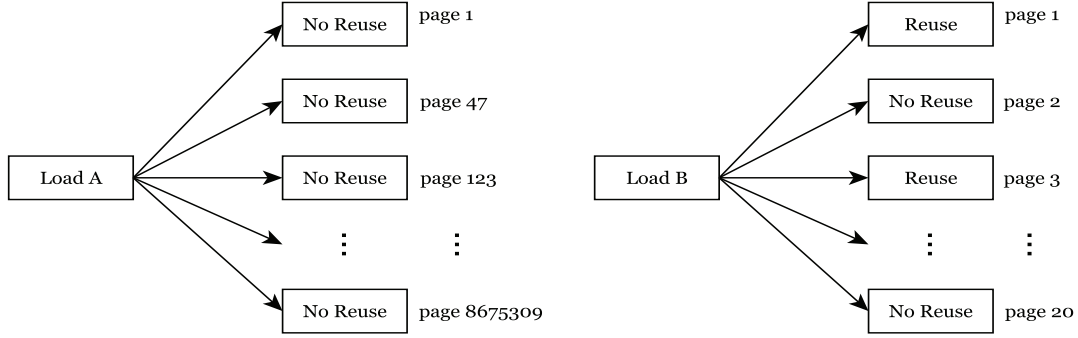 No Reuse page 1
No Reuse page 47
Load A No Reuse page 123
⋮ ⋮
No Reuse page 8675309
Reuse page 1
No Reuse page 2
Load B Reuse page 3
⋮ ⋮
No Reuse page 20